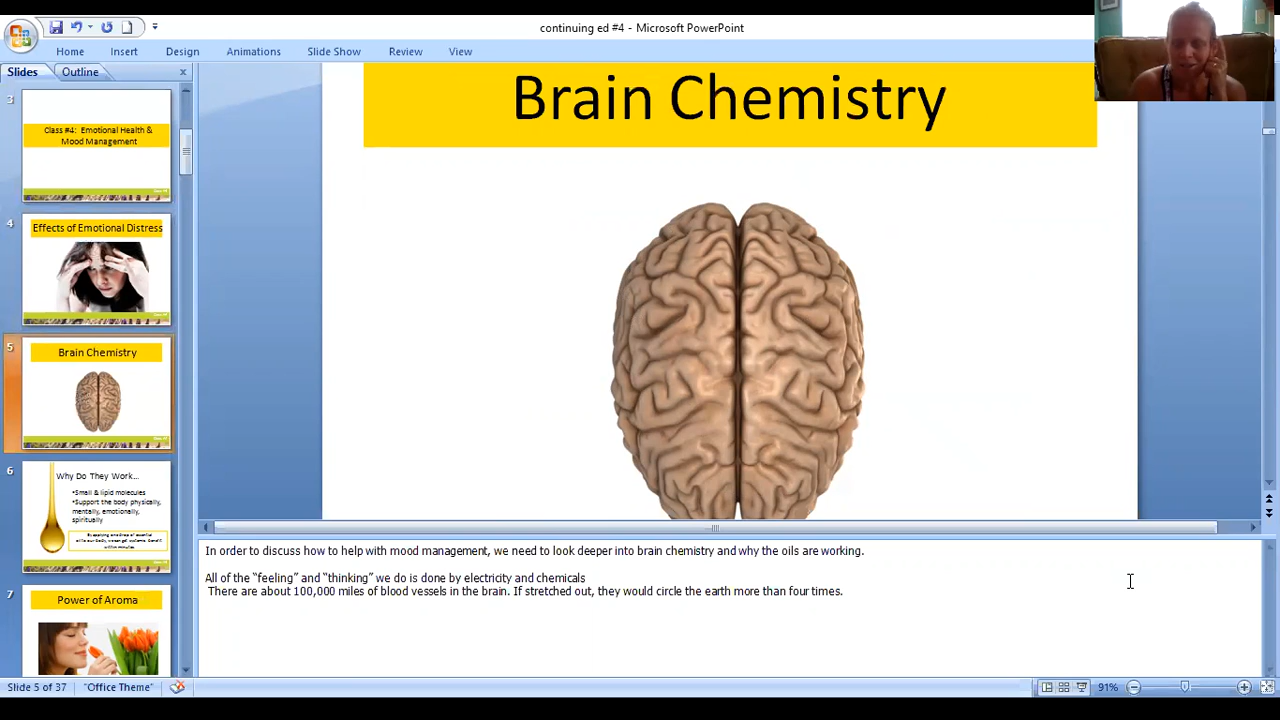 continuing ed #4 - Microsoft PowerPoint
Home Insert Design Animations Slide Show Review View
Slides Outline
3
Class #4: Emotional Health &
Mood Management
4
Effects of Emotional Distress
5
Brain Chemistry
6
Why Do They Work...
•Small & lipid molecules
•Support the body physically,
mentally, emotionally,
spiritually
7
Power of Aroma
Brain Chemistry
In order to discuss how to help with mood management, we need to look deeper into brain chemistry and why the oils are working.
All of the “feeling” and “thinking” we do is done by electricity and chemicals
There are about 100,000 miles of blood vessels in the brain. If stretched out, they would circle the earth more than four times.
Slide 5 of 37 "Office Theme" 91%